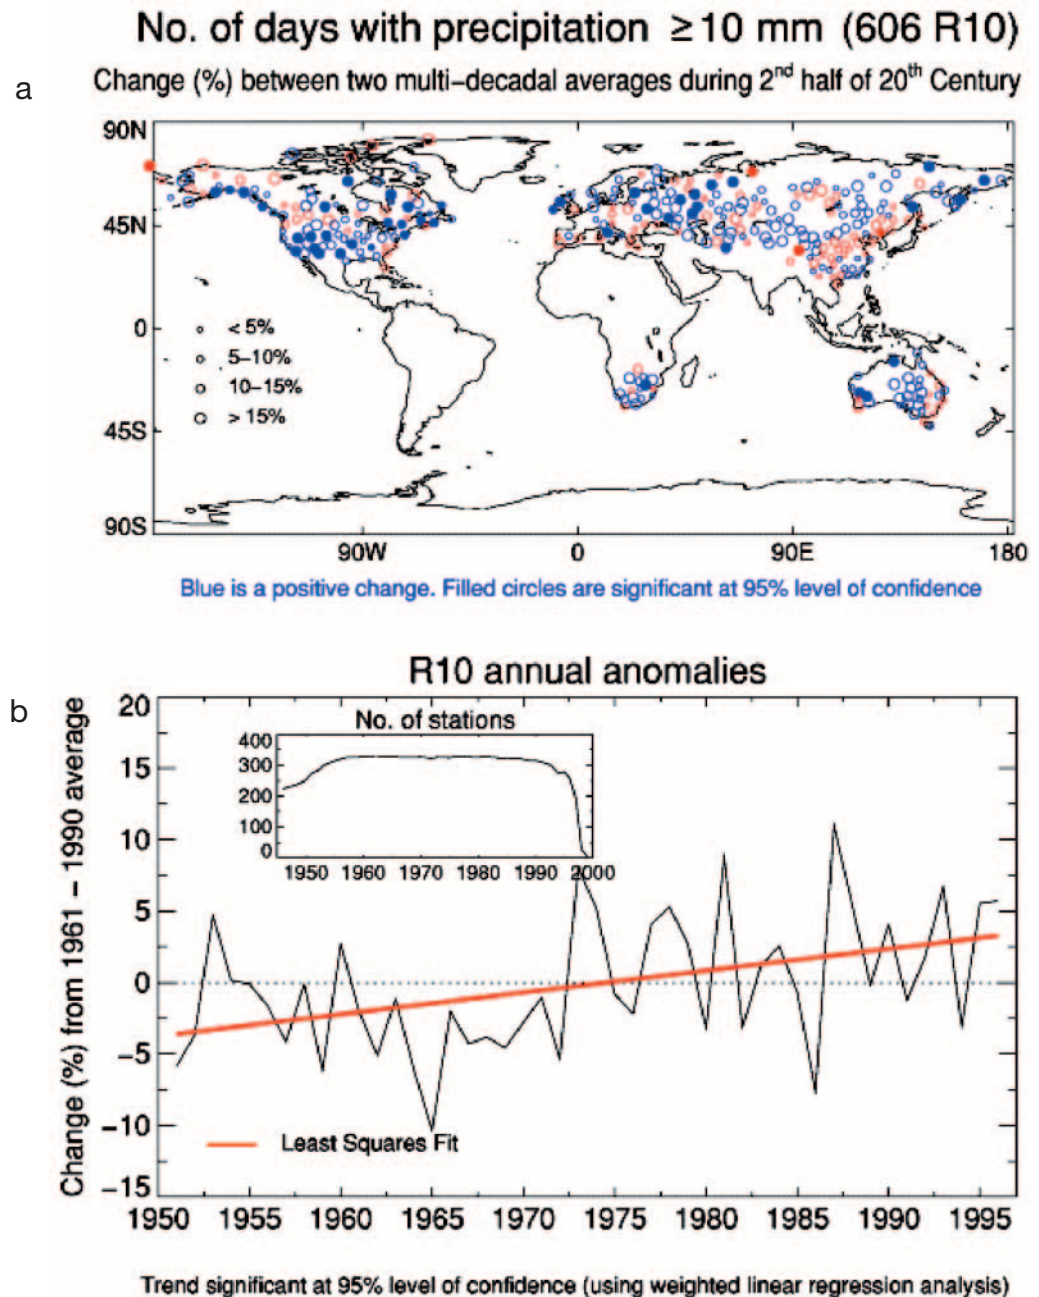 No. of days with precipitation ≥10 mm (606 R10)
a
Change (%) between two multi–decadal averages during 2nd half of 20th Century
90N
45N
0
45S
90S
< 5%
5–10%
10–15%
> 15%
90W 0 90E 180
Blue is a positive change. Filled circles are significant at 95% level of confidence
R10 annual anomalies
b
Change (%) from 1961 – 1990 average
20
15
10
5
0
−5
−10
−15
No. of stations
400
300
200
100
0
1950 1960 1970 1980 1990 2000
Least Squares Fit
1950 1955 1960 1965 1970 1975 1980 1985 1990 1995
Trend significant at 95% level of confidence (using weighted linear regression analysis)